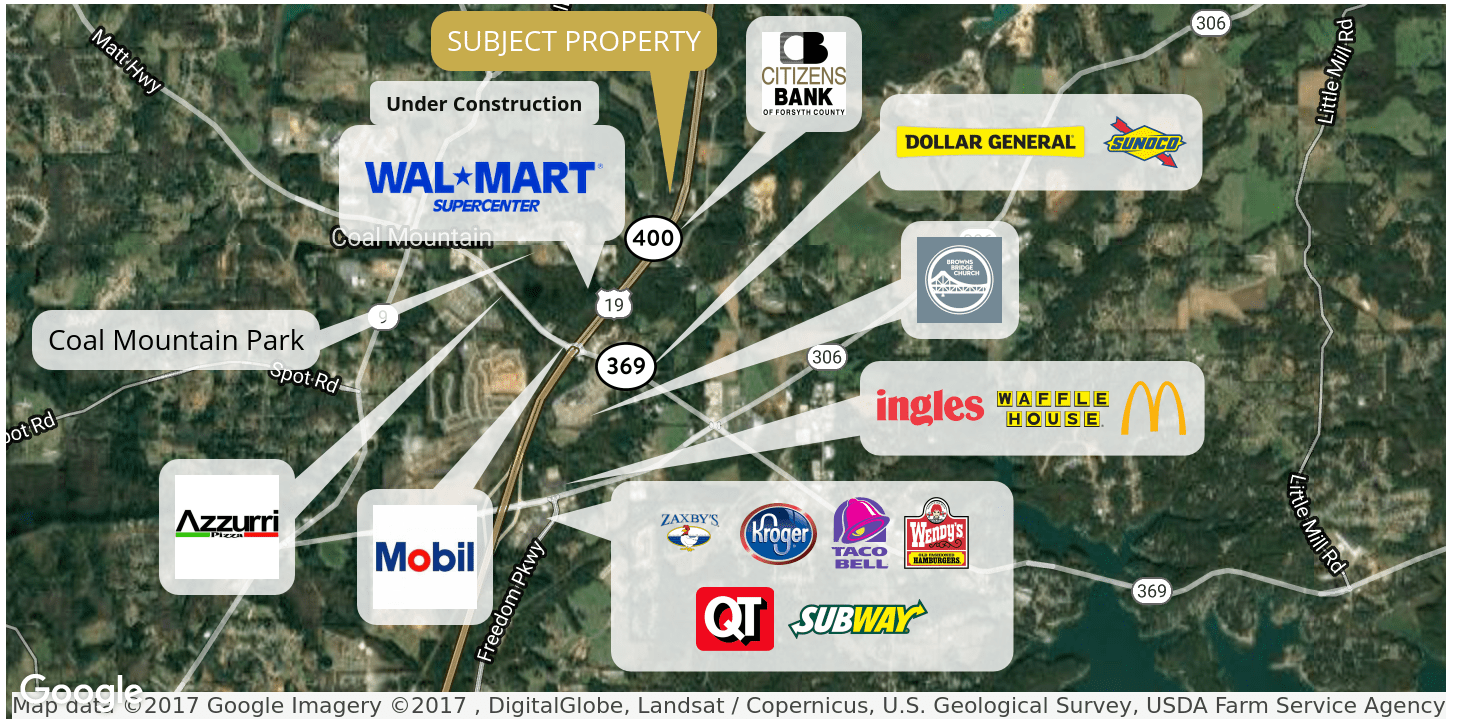 SUBJECT PROPERTY
306
Matt Hwy
Little Mill Rd
CITIZENS
BANK
OF FORSYTH COUNTY
Under Construction
WAL★MART®
SUPERCENTER
DOLLAR GENERAL
SUNOCO
Coal Mountain
400
BROWNS
BRIDGE
CHURCH
19
9
Coal Mountain Park
369
306
Spot Rd
ingles
WAFFLE
HOUSE
pot Rd
Azzurri
Pizza
Mobil
ZAXBY'S
Kroger
TACO
BELL
Wendy's
OLD FASHIONED
HAMBURGERS
QT
SUBWAY
Little Mill Rd
369
Freedom Pkwy
Google
Map data ©2017 Google Imagery ©2017 , DigitalGlobe, Landsat / Copernicus, U.S. Geological Survey, USDA Farm Service Agency